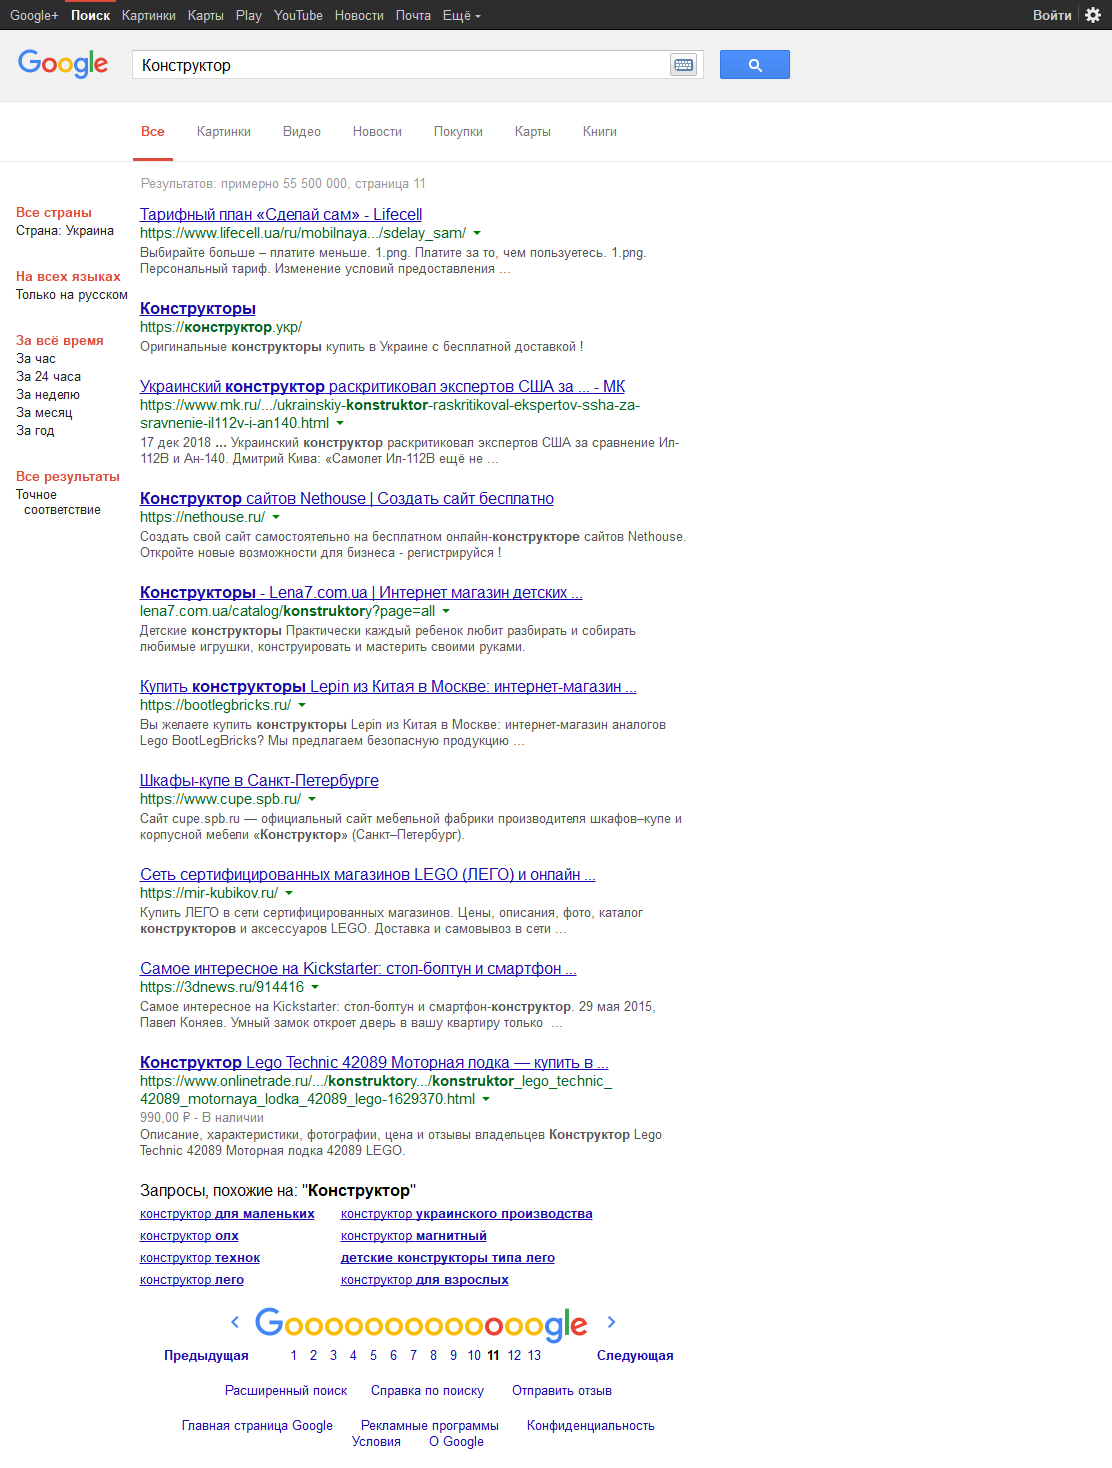 Google+ Поиск Картинки Карты Play YouTube Новости Почта Ещё Войти
Google Конструктор
Все Картинки Видео Новости Покупки Карты Книги
Результатов: примерно 55 500 000, страница 11
Все страны
Страна: Украина
На всех языках
Только на русском
За всё время
За час
За 24 часа
За неделю
За месяц
За год
Все результаты
Точное
соответствие
Тарифный план «Сделай сам» - Lifecell
https://www.lifecell.ua/ru/mobilnaya.../sdelay_sam/
Выбирайте больше – платите меньше. 1.png. Платите за то, чем пользуетесь. 1.png.
Персональный тариф. Изменение условий предоставления ...
Конструкторы
https://конструктор.укр/
Оригинальные конструкторы купить в Украине с бесплатной доставкой !
Украинский конструктор раскритиковал экспертов США за ... - МК
https://www.mk.ru/.../ukrainskiy-konstruktor-raskritikoval-ekspertov-ssha-za-
sravnenie-il112v-i-an140.html
17 дек 2018 ... Украинский конструктор раскритиковал экспертов США за сравнение Ил-
112В и Ан-140. Дмитрий Кива: «Самолет Ил-112В ещё не ...
Конструктор сайтов Nethouse | Создать сайт бесплатно
https://nethouse.ru/
Создать свой сайт самостоятельно на бесплатном онлайн-конструкторе сайтов Nethouse.
Откройте новые возможности для бизнеса - регистрируйся !
Конструкторы - Lena7.com.ua | Интернет магазин детских ...
lena7.com.ua/catalog/konstruktory?page=all
Детские конструкторы Практически каждый ребенок любит разбирать и собирать
любимые игрушки, конструировать и мастерить своими руками.
Купить конструкторы Lepin из Китая в Москве: интернет-магазин ...
https://bootlegbricks.ru/
Вы желаете купить конструкторы Lepin из Китая в Москве: интернет-магазин аналогов
Lego BootLegBricks? Мы предлагаем безопасную продукцию ...
Шкафы-купе в Санкт-Петербурге
https://www.cupe.spb.ru/
Сайт cupe.spb.ru — официальный сайт мебельной фабрики производителя шкафов–купе и
корпусной мебели «Конструктор» (Санкт–Петербург).
Сеть сертифицированных магазинов LEGO (ЛЕГО) и онлайн ...
https://mir-kubikov.ru/
Купить ЛЕГО в сети сертифицированных магазинов. Цены, описания, фото, каталог
конструкторов и аксессуаров LEGO. Доставка и самовывоз в сети ...
Самое интересное на Kickstarter: стол-болтун и смартфон ...
https://3dnews.ru/914416
Самое интересное на Kickstarter: стол-болтун и смартфон-конструктор. 29 мая 2015,
Павел Коняев. Умный замок откроет дверь в вашу квартиру только ...
Конструктор Lego Technic 42089 Моторная лодка — купить в ...
https://www.onlinetrade.ru/.../konstruktory.../konstruktor_lego_technic_
42089_motornaya_lodka_42089_lego-1629370.html
990,00 ₽ - В наличии
Описание, характеристики, фотографии, цена и отзывы владельцев Конструктор Lego
Technic 42089 Моторная лодка 42089 LEGO.
Запросы, похожие на: "Конструктор"
конструктор для маленьких конструктор украинского производства
конструктор олх конструктор магнитный
конструктор технок детские конструкторы типа лего
конструктор лего конструктор для взрослых
Gooooooooooooogle
Предыдущая 1 2 3 4 5 6 7 8 9 10 11 12 13 Следующая
Расширенный поиск Справка по поиску Отправить отзыв
Главная страница Google Рекламные программы Конфиденциальность
Условия О Google